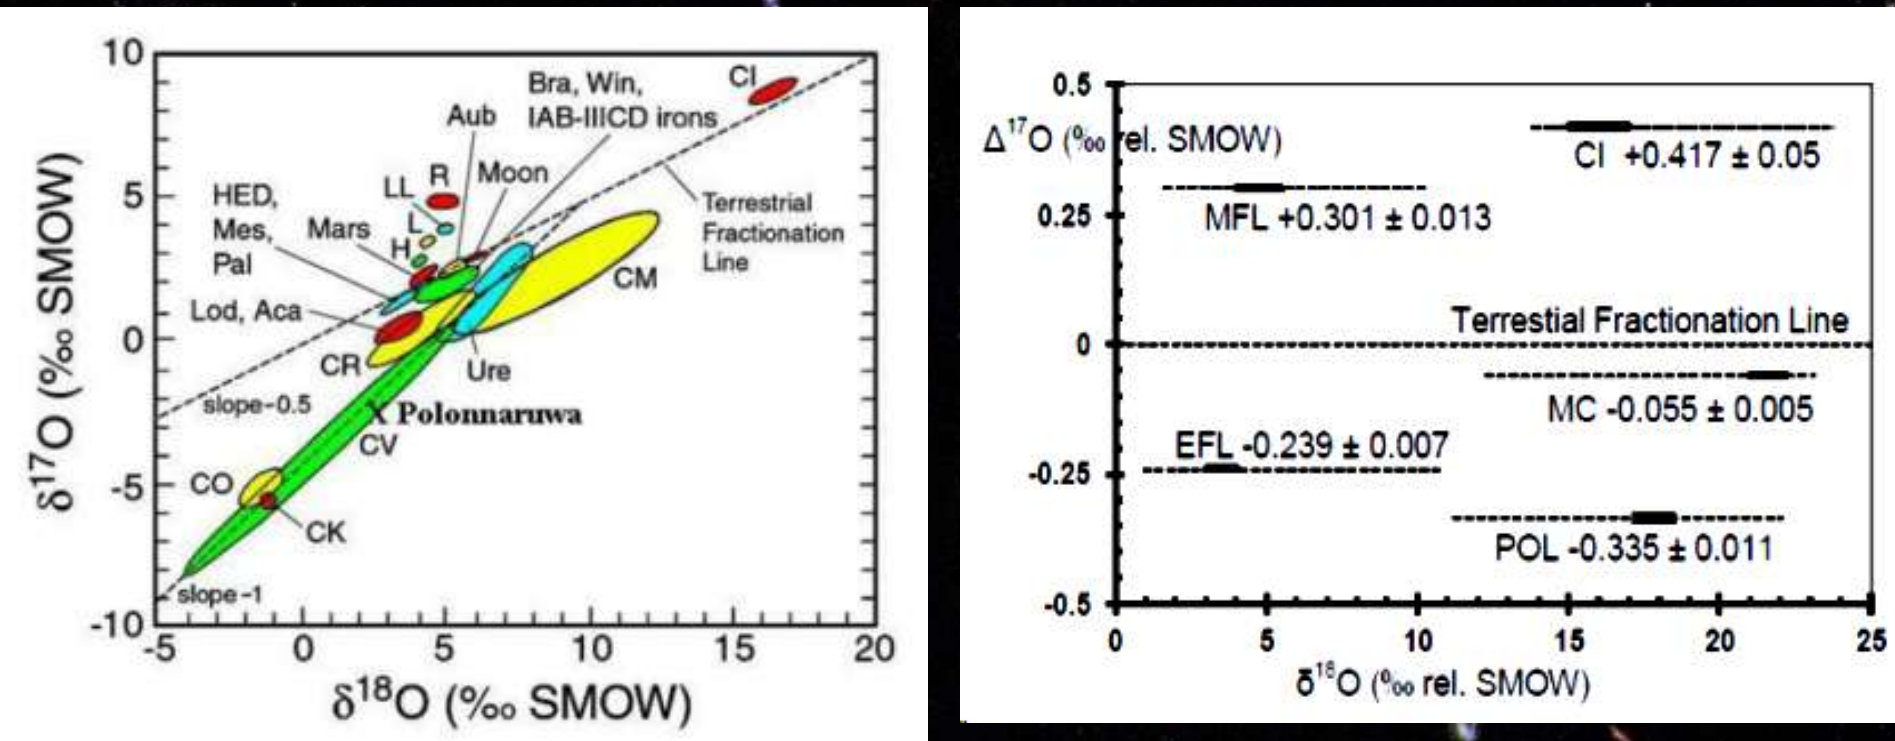 10
5
0
-5
-10
δ¹⁷O (‰ SMOW)
CI
Bra, Win,
IAB-IIICD irons
Aub
R
Moon
LL
HED,
Mes,
Pal
Mars
L
H
Terrestrial
Fractionation
Line
CM
Lod, Aca
CR
Ure
slope-0.5
X Polonnaruwa
CV
CO
CK
slope-1
-5 0 5 10 15 20
δ¹⁸O (‰ SMOW)
0.5
Δ¹⁷O (‰ rel. SMOW)
CI +0.417 ± 0.05
0.25
MFL +0.301 ± 0.013
Terrestial Fractionation Line
0
MC -0.055 ± 0.005
EFL -0.239 ± 0.007
-0.25
POL -0.335 ± 0.011
-0.5
0 5 10 15 20 25
δ¹⁸O (‰ rel. SMOW)